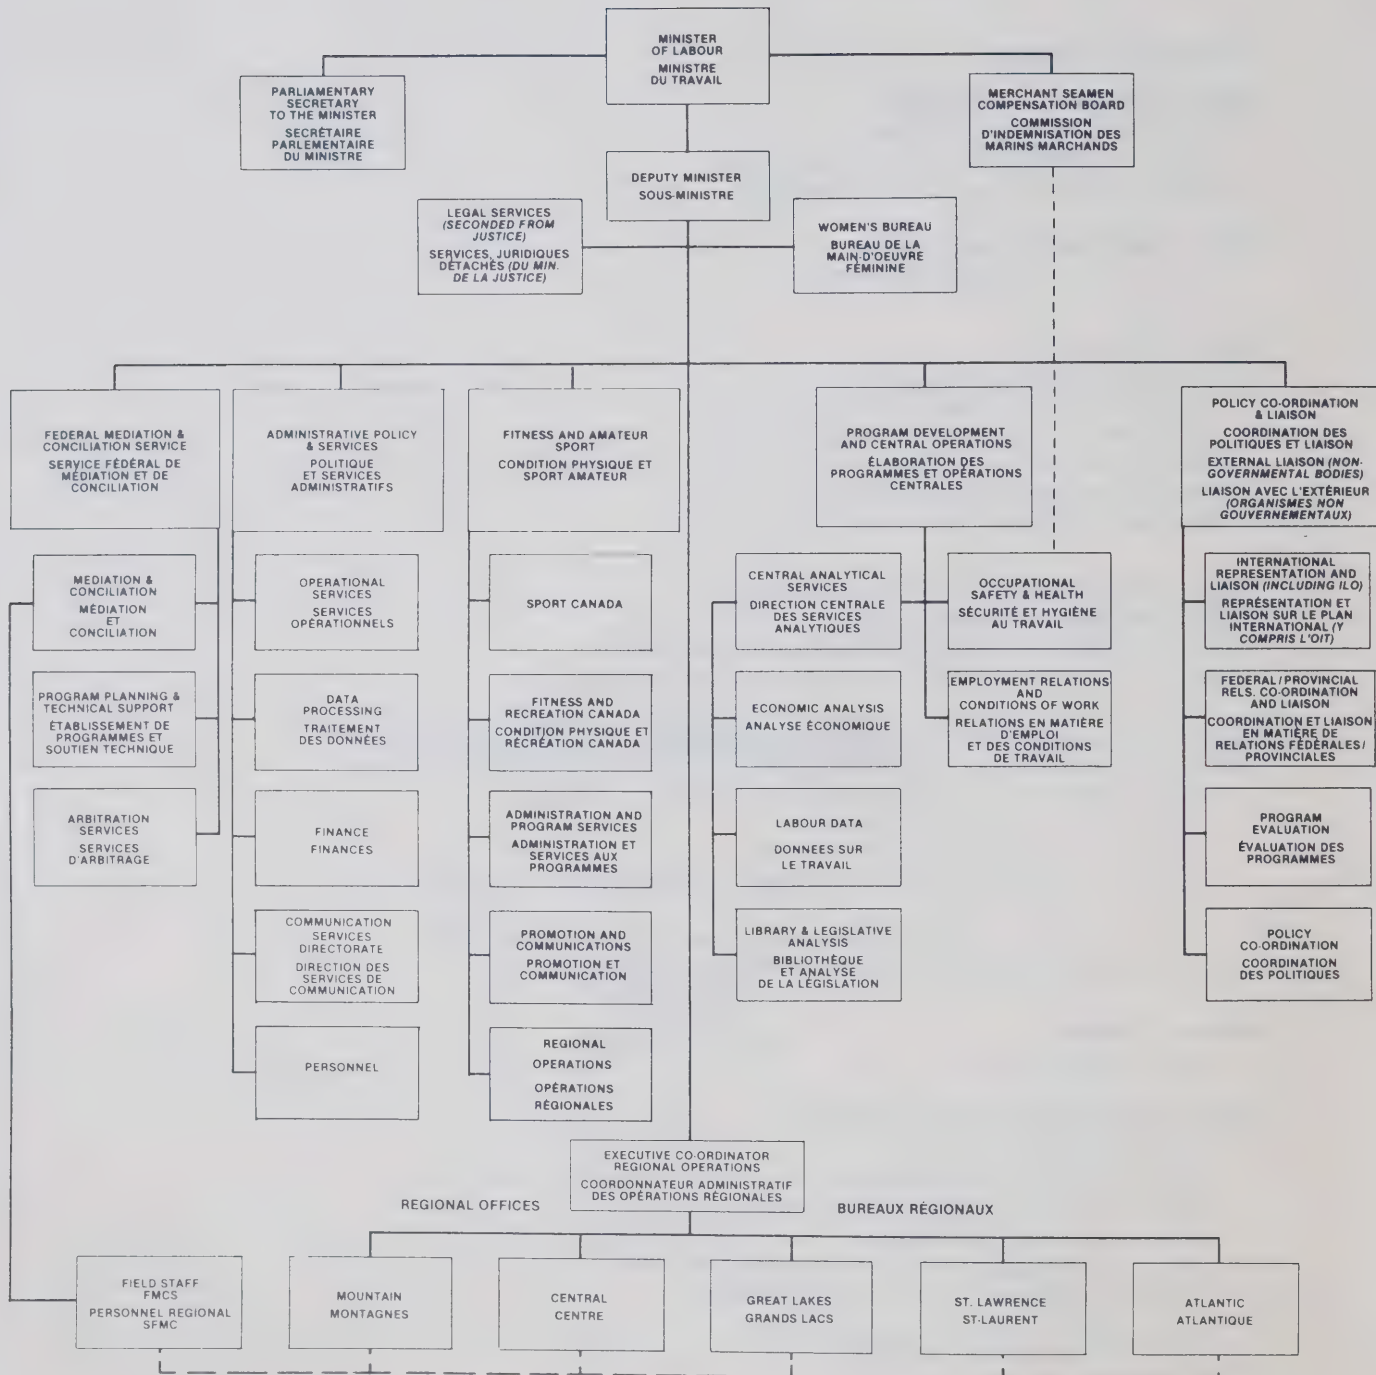 MINISTER
OF LABOUR
MINISTRE
DU TRAVAIL
PARLIAMENTARY
SECRETARY
TO THE MINISTER
SECRÉTAIRE
PARLEMENTAIRE
DU MINISTRE
MERCHANT SEAMEN
COMPENSATION BOARD
COMMISSION
D'INDEMNISATION DES
MARINS MARCHANDS
DEPUTY MINISTER
SOUS-MINISTRE
LEGAL SERVICES
(SECONDED FROM
JUSTICE)
SERVICES, JURIDIQUES
DÉTACHÉS (DU MIN.
DE LA JUSTICE)
WOMEN'S BUREAU
BUREAU DE LA
MAIN-D'OEUVRE
FÉMININE
FEDERAL MEDIATION &
CONCILIATION SERVICE
SERVICE FÉDÉRAL DE
MÉDIATION ET DE
CONCILIATION
ADMINISTRATIVE POLICY
& SERVICES
POLITIQUE
ET SERVICES
ADMINISTRATIFS
FITNESS AND AMATEUR
SPORT
CONDITION PHYSIQUE ET
SPORT AMATEUR
PROGRAM DEVELOPMENT
AND CENTRAL OPERATIONS
ÉLABORATION DES
PROGRAMMES ET OPÉRATIONS
CENTRALES
POLICY CO-ORDINATION
& LIAISON
COORDINATION DES
POLITIQUES ET LIAISON
EXTERNAL LIAISON (NON-
GOVERNMENTAL BODIES)
LIAISON AVEC L'EXTÉRIEUR
(ORGANISMES NON
GOUVERNEMENTAUX)
MEDIATION &
CONCILIATION
MÉDIATION
ET
CONCILIATION
PROGRAM PLANNING &
TECHNICAL SUPPORT
ÉTABLISSEMENT DE
PROGRAMMES ET
SOUTIEN TECHNIQUE
ARBITRATION
SERVICES
SERVICES
D'ARBITRAGE
OPERATIONAL
SERVICES
SERVICES
OPÉRATIONNELS
DATA
PROCESSING
TRAITEMENT
DES DONNÉES
FINANCE
FINANCES
COMMUNICATION
SERVICES
DIRECTORATE
DIRECTION DES
SERVICES DE
COMMUNICATION
PERSONNEL
SPORT CANADA
FITNESS AND
RECREATION CANADA
CONDITION PHYSIQUE ET
RÉCRÉATION CANADA
ADMINISTRATION AND
PROGRAM SERVICES
ADMINISTRATION ET
SERVICES AUX
PROGRAMMES
PROMOTION AND
COMMUNICATIONS
PROMOTION ET
COMMUNICATION
REGIONAL
OPERATIONS
OPÉRATIONS
RÉGIONALES
CENTRAL ANALYTICAL
SERVICES
DIRECTION CENTRALE
DES SERVICES
ANALYTIQUES
ECONOMIC ANALYSIS
ANALYSE ÉCONOMIQUE
LABOUR DATA
DONNEES SUR
LE TRAVAIL
LIBRARY & LEGISLATIVE
ANALYSIS
BIBLIOTHÈQUE
ET ANALYSE
DE LA LÉGISLATION
OCCUPATIONAL
SAFETY & HEALTH
SÉCURITÉ ET HYGIÈNE
AU TRAVAIL
EMPLOYMENT RELATIONS
AND
CONDITIONS OF WORK
RELATIONS EN MATIÈRE
D'EMPLOI
ET DES CONDITIONS
DE TRAVAIL
INTERNATIONAL
REPRESENTATION AND
LIAISON (INCLUDING ILO)
REPRÉSENTATION ET
LIAISON SUR LE PLAN
INTERNATIONAL (Y
COMPRIS L'OIT)
FEDERAL/PROVINCIAL
RELS. CO-ORDINATION
AND LIAISON
COORDINATION ET LIAISON
EN MATIÈRE DE
RELATIONS FÉDÉRALES/
PROVINCIALES
PROGRAM
EVALUATION
ÉVALUATION DES
PROGRAMMES
POLICY
CO-ORDINATION
COORDINATION
DES POLITIQUES
EXECUTIVE CO-ORDINATOR
REGIONAL OPERATIONS
COORDONNATEUR ADMINISTRATIF
DES OPÉRATIONS RÉGIONALES
REGIONAL OFFICES
BUREAUX RÉGIONAUX
FIELD STAFF
FMCS
PERSONNEL REGIONAL
SFMC
MOUNTAIN
MONTAGNES
CENTRAL
CENTRE
GREAT LAKES
GRANDS LACS
ST. LAWRENCE
ST-LAURENT
ATLANTIC
ATLANTIQUE